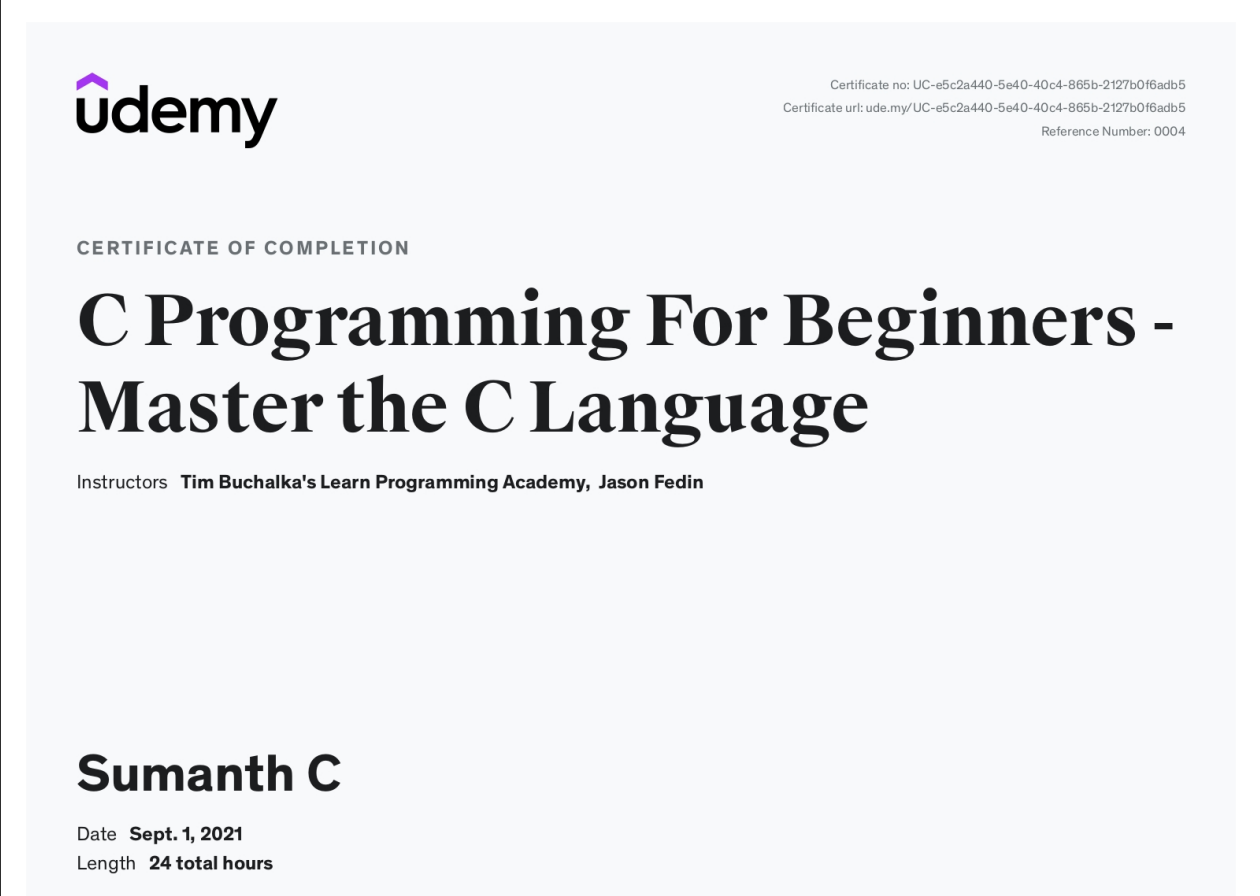 udemy
Certificate no: UC-e5c2a440-5e40-40c4-865b-2127b0f6adb5
Certificate url: ude.my/UC-e5c2a440-5e40-40c4-865b-2127b0f6adb5
Reference Number: 0004
CERTIFICATE OF COMPLETION
C Programming For Beginners -
Master the C Language
Instructors Tim Buchalka's Learn Programming Academy, Jason Fedin
Sumanth C
Date Sept. 1, 2021
Length 24 total hours